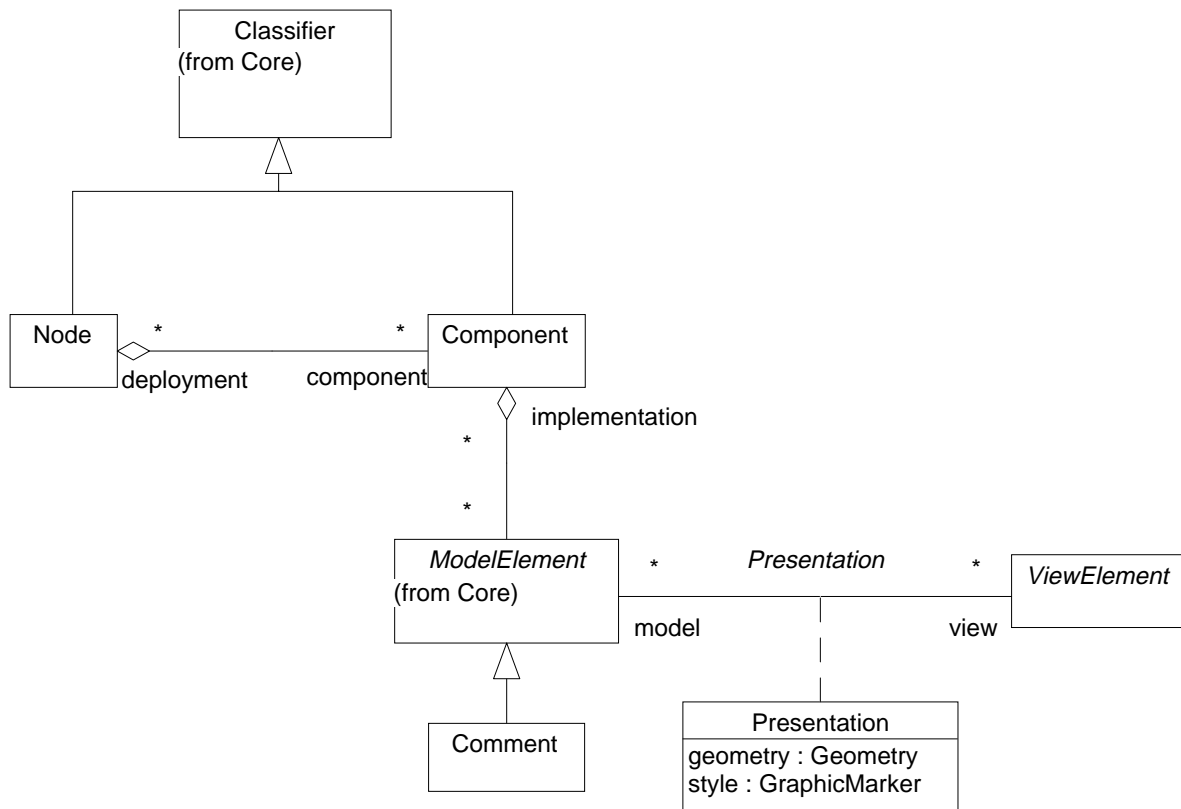 Classifier
(from Core)
Node
*
*
Component
deployment
component
implementation
*
*
ModelElement
(from Core)
*
Presentation
*
ViewElement
model
view
Comment
Presentation
geometry : Geometry
style : GraphicMarker